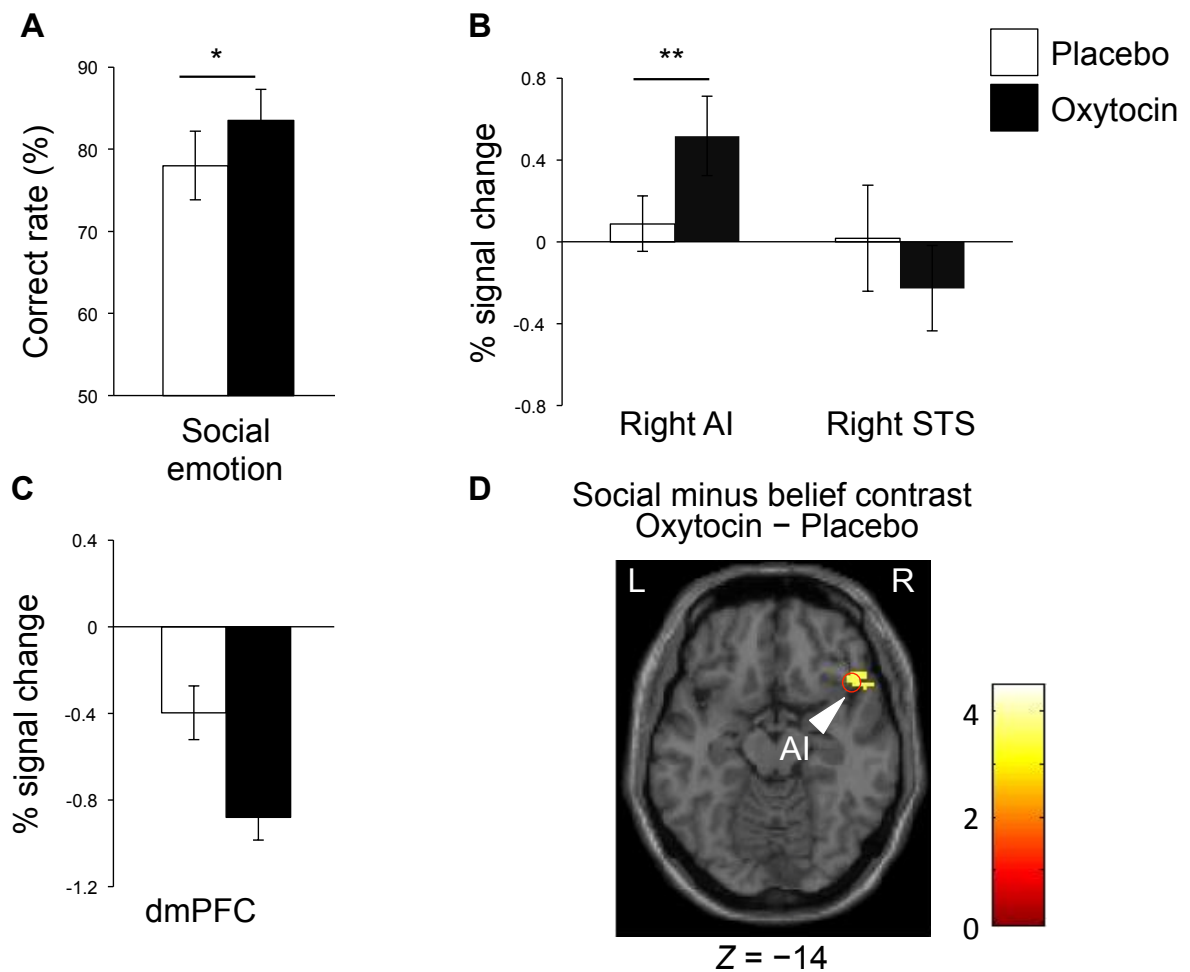 A
*
90
80
70
60
50
Correct rate (%)
Social
emotion
B
**
0.8
0.4
0
-0.4
-0.8
% signal change
Right AI
Right STS
Placebo
Oxytocin
C
0.4
0
-0.4
-0.8
-1.2
% signal change
dmPFC
D
Social minus belief contrast
Oxytocin − Placebo
L
R
AI
Z = −14
4
2
0